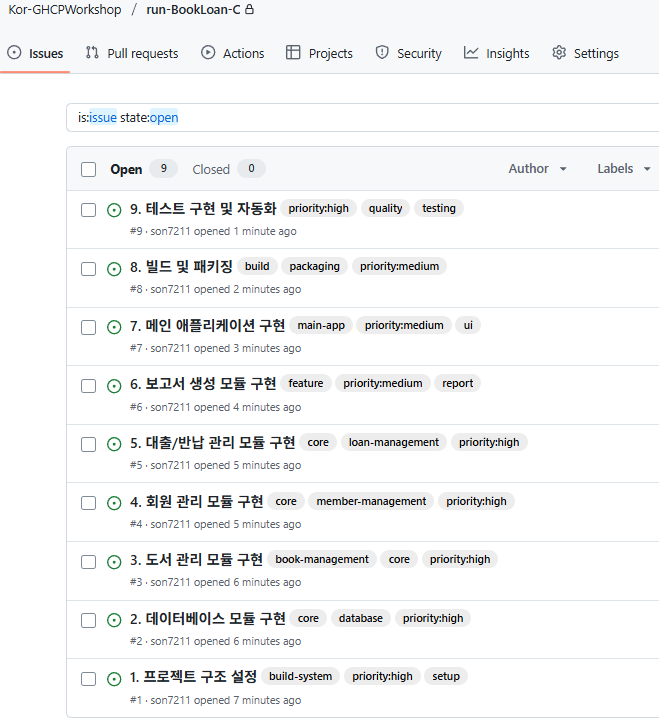 Kor-GHCPWorkshop / run-BookLoan-C
Issues Pull requests Actions Projects Security Insights Settings
is:issue state:open
Open 9 Closed 0 Author Labels
9. 테스트 구현 및 자동화 priority:high quality testing
#9 · son7211 opened 1 minute ago
8. 빌드 및 패키징 build packaging priority:medium
#8 · son7211 opened 2 minutes ago
7. 메인 애플리케이션 구현 main-app priority:medium ui
#7 · son7211 opened 3 minutes ago
6. 보고서 생성 모듈 구현 feature priority:medium report
#6 · son7211 opened 4 minutes ago
5. 대출/반납 관리 모듈 구현 core loan-management priority:high
#5 · son7211 opened 5 minutes ago
4. 회원 관리 모듈 구현 core member-management priority:high
#4 · son7211 opened 5 minutes ago
3. 도서 관리 모듈 구현 book-management core priority:high
#3 · son7211 opened 6 minutes ago
2. 데이터베이스 모듈 구현 core database priority:high
#2 · son7211 opened 6 minutes ago
1. 프로젝트 구조 설정 build-system priority:high setup
#1 · son7211 opened 7 minutes ago